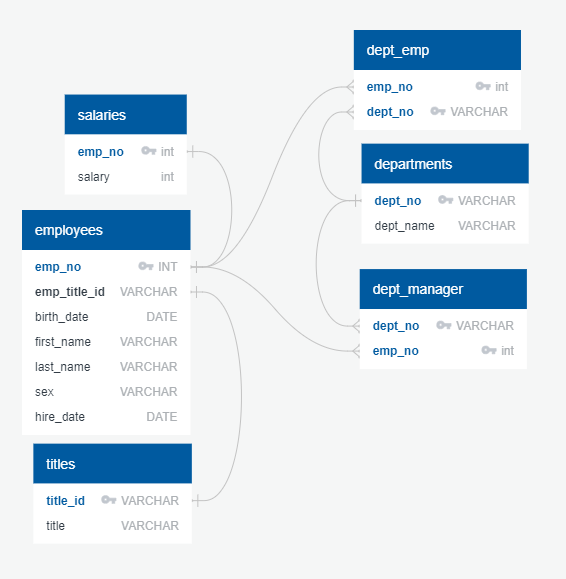 salaries
emp_no int
salary int
employees
emp_no INT
emp_title_id VARCHAR
birth_date DATE
first_name VARCHAR
last_name VARCHAR
sex VARCHAR
hire_date DATE
titles
title_id VARCHAR
title VARCHAR
dept_emp
emp_no int
dept_no VARCHAR
departments
dept_no VARCHAR
dept_name VARCHAR
dept_manager
dept_no VARCHAR
emp_no int